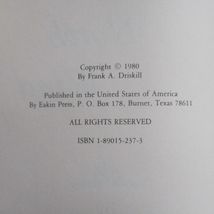 Copyright © 1980
By Frank A. Driskill
Published in the United States of America
By Eakin Press, P. O. Box 178, Burnet, Texas 78611
ALL RIGHTS RESERVED
ISBN 1-89015-237-3